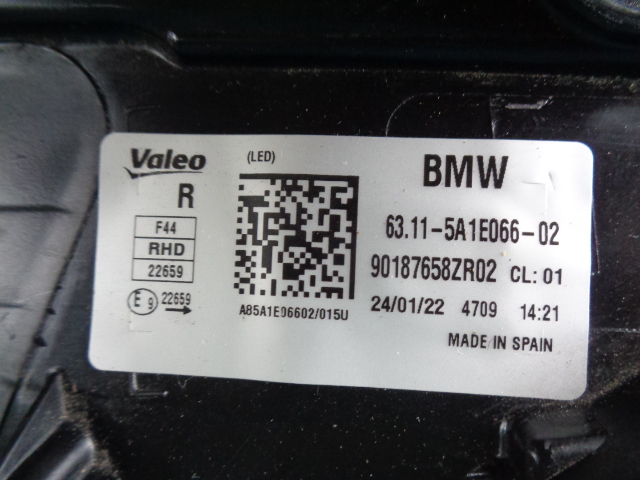 Valeo
(LED)
BMW
R
F44
RHD
22659
E9 22659
A85A1E06602/015U
63.11-5A1E066-02
90187658ZR02 CL: 01
24/01/22 4709 14:21
MADE IN SPAIN